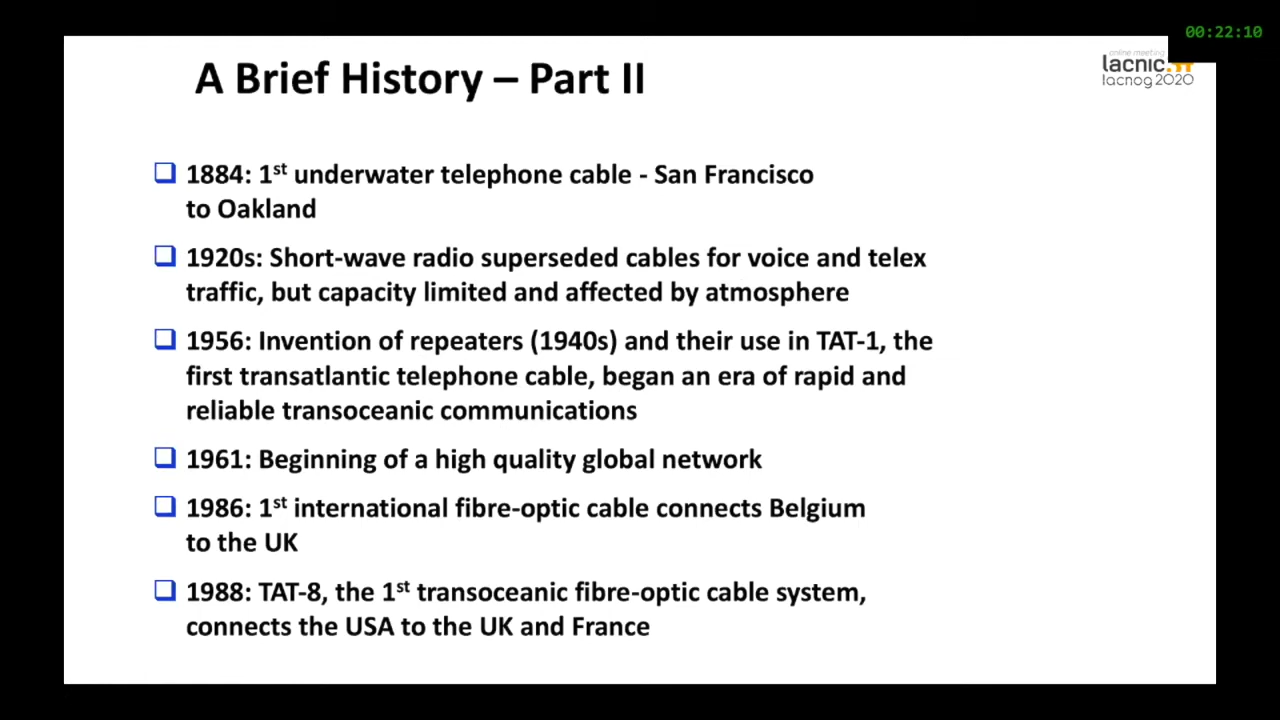 00:22:10
A Brief History – Part II
online meeting
lacnic
lacnog 2020
1884: 1st underwater telephone cable - San Francisco
to Oakland
1920s: Short-wave radio superseded cables for voice and telex
traffic, but capacity limited and affected by atmosphere
1956: Invention of repeaters (1940s) and their use in TAT-1, the
first transatlantic telephone cable, began an era of rapid and
reliable transoceanic communications
1961: Beginning of a high quality global network
1986: 1st international fibre-optic cable connects Belgium
to the UK
1988: TAT-8, the 1st transoceanic fibre-optic cable system,
connects the USA to the UK and France